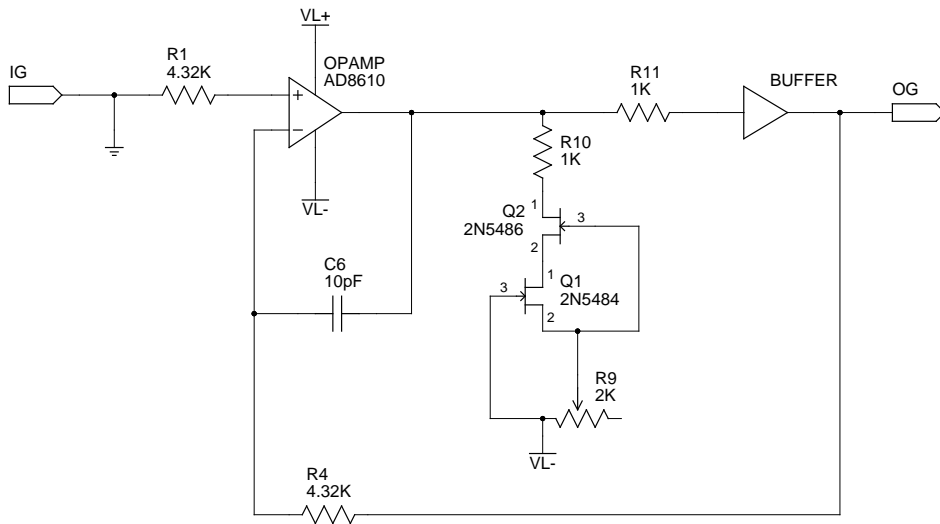 VL+
IG
R1
4.32K
OPAMP
AD8610
R11
1K
BUFFER
OG
R10
1K
VL-
1
Q2
2N5486
3
2
C6
10pF
3
1
Q1
2N5484
2
R9
2K
VL-
R4
4.32K